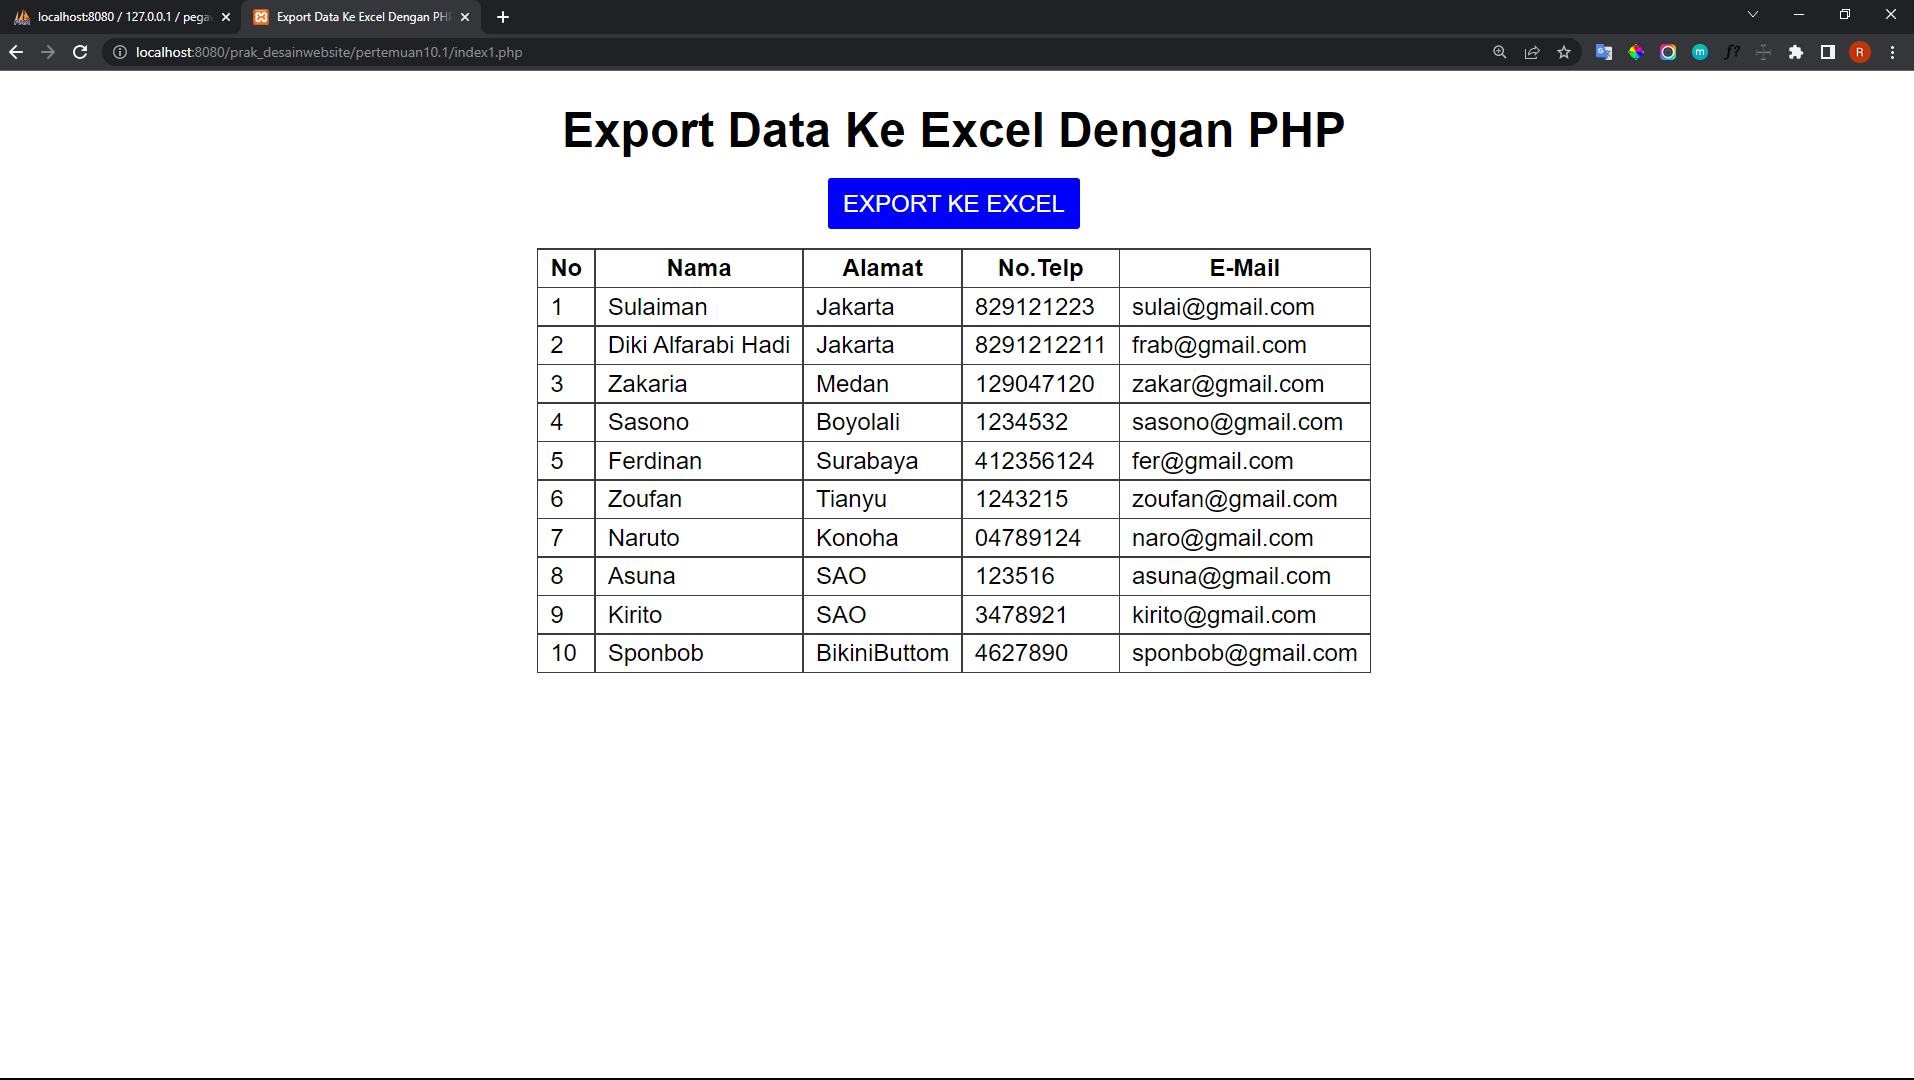 localhost:8080 / 127.0.0.1 / pega
Export Data Ke Excel Dengan PH
localhost:8080/prak_desainwebsite/pertemuan10.1/index1.php
m
f?
R
Export Data Ke Excel Dengan PHP
EXPORT KE EXCEL
No Nama Alamat No.Telp E-Mail
1 Sulaiman Jakarta 829121223 sulai@gmail.com
2 Diki Alfarabi Hadi Jakarta 8291212211 frab@gmail.com
3 Zakaria Medan 129047120 zakar@gmail.com
4 Sasono Boyolali 1234532 sasono@gmail.com
5 Ferdinan Surabaya 412356124 fer@gmail.com
6 Zoufan Tianyu 1243215 zoufan@gmail.com
7 Naruto Konoha 04789124 naro@gmail.com
8 Asuna SAO 123516 asuna@gmail.com
9 Kirito SAO 3478921 kirito@gmail.com
10 Sponbob BikiniButtom 4627890 sponbob@gmail.com